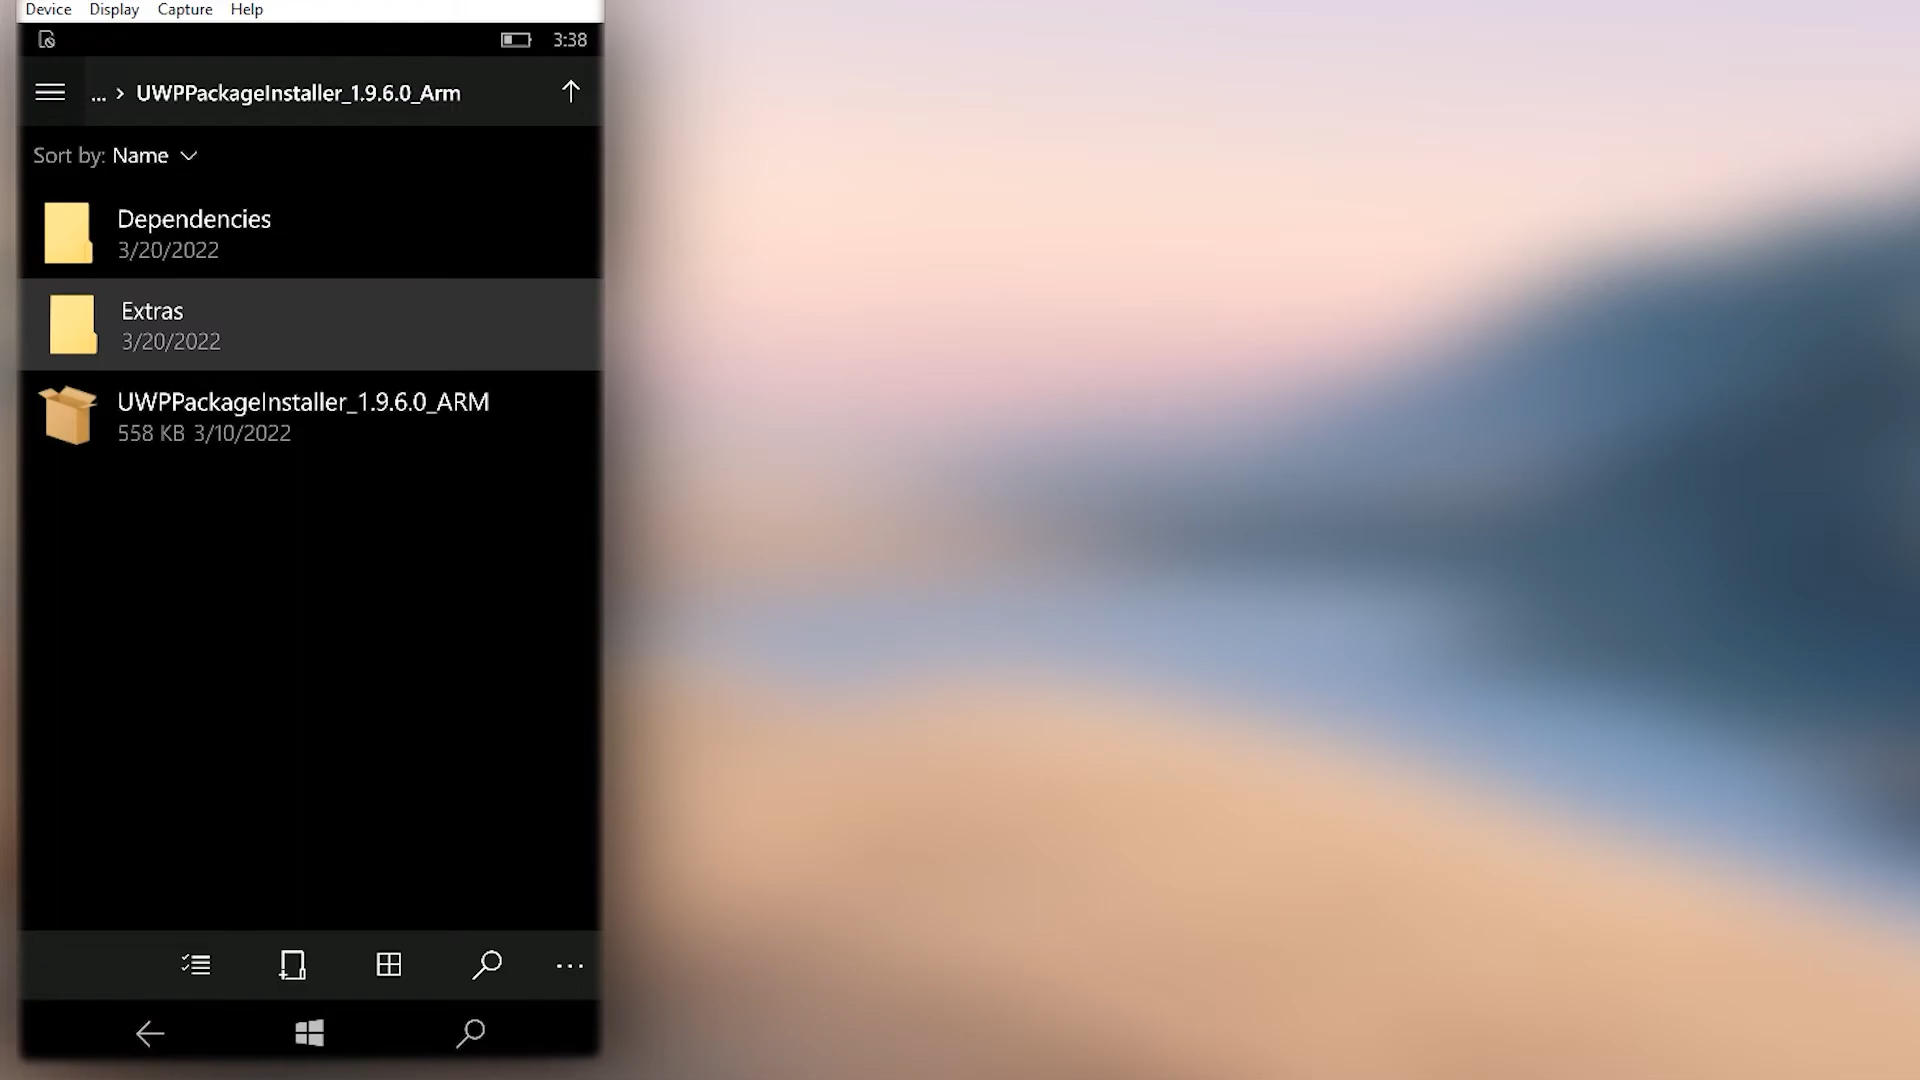 Device Display Capture Help
3:38
... > UWPPackageInstaller_1.9.6.0_Arm
Sort by: Name
Dependencies
3/20/2022
Extras
3/20/2022
UWPPackageInstaller_1.9.6.0_ARM
558 KB 3/10/2022